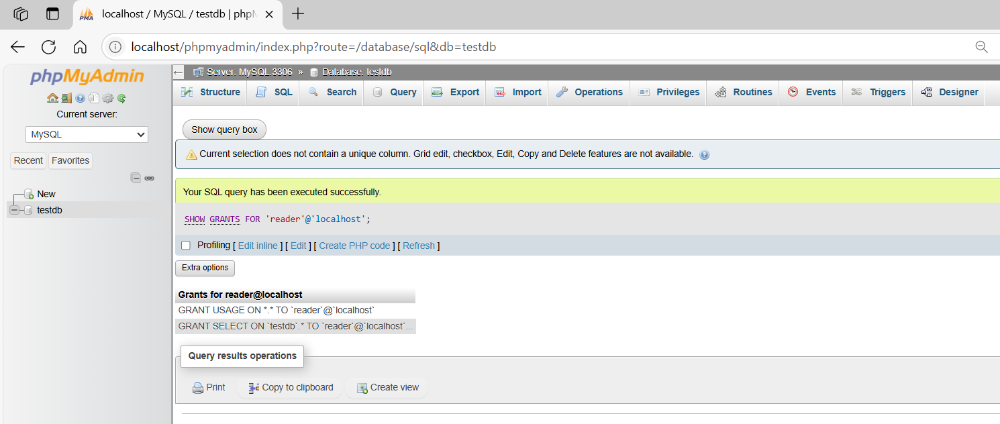 localhost / MySQL / testdb | phpM
localhost/phpmyadmin/index.php?route=/database/sql&db=testdb
phpMyAdmin
Current server:
MySQL
Recent Favorites
New
testdb
Server: MySQL:3306 » Database: testdb
Structure SQL Search Query Export Import Operations Privileges Routines Events Triggers Designer
Show query box
Current selection does not contain a unique column. Grid edit, checkbox, Edit, Copy and Delete features are not available.
Your SQL query has been executed successfully.
SHOW GRANTS FOR 'reader'@'localhost';
Profiling [ Edit inline ] [ Edit ] [ Create PHP code ] [ Refresh ]
Extra options
Grants for reader@localhost
GRANT USAGE ON *.* TO `reader`@`localhost`
GRANT SELECT ON `testdb`.* TO `reader`@`localhost`...
Query results operations
Print Copy to clipboard Create view